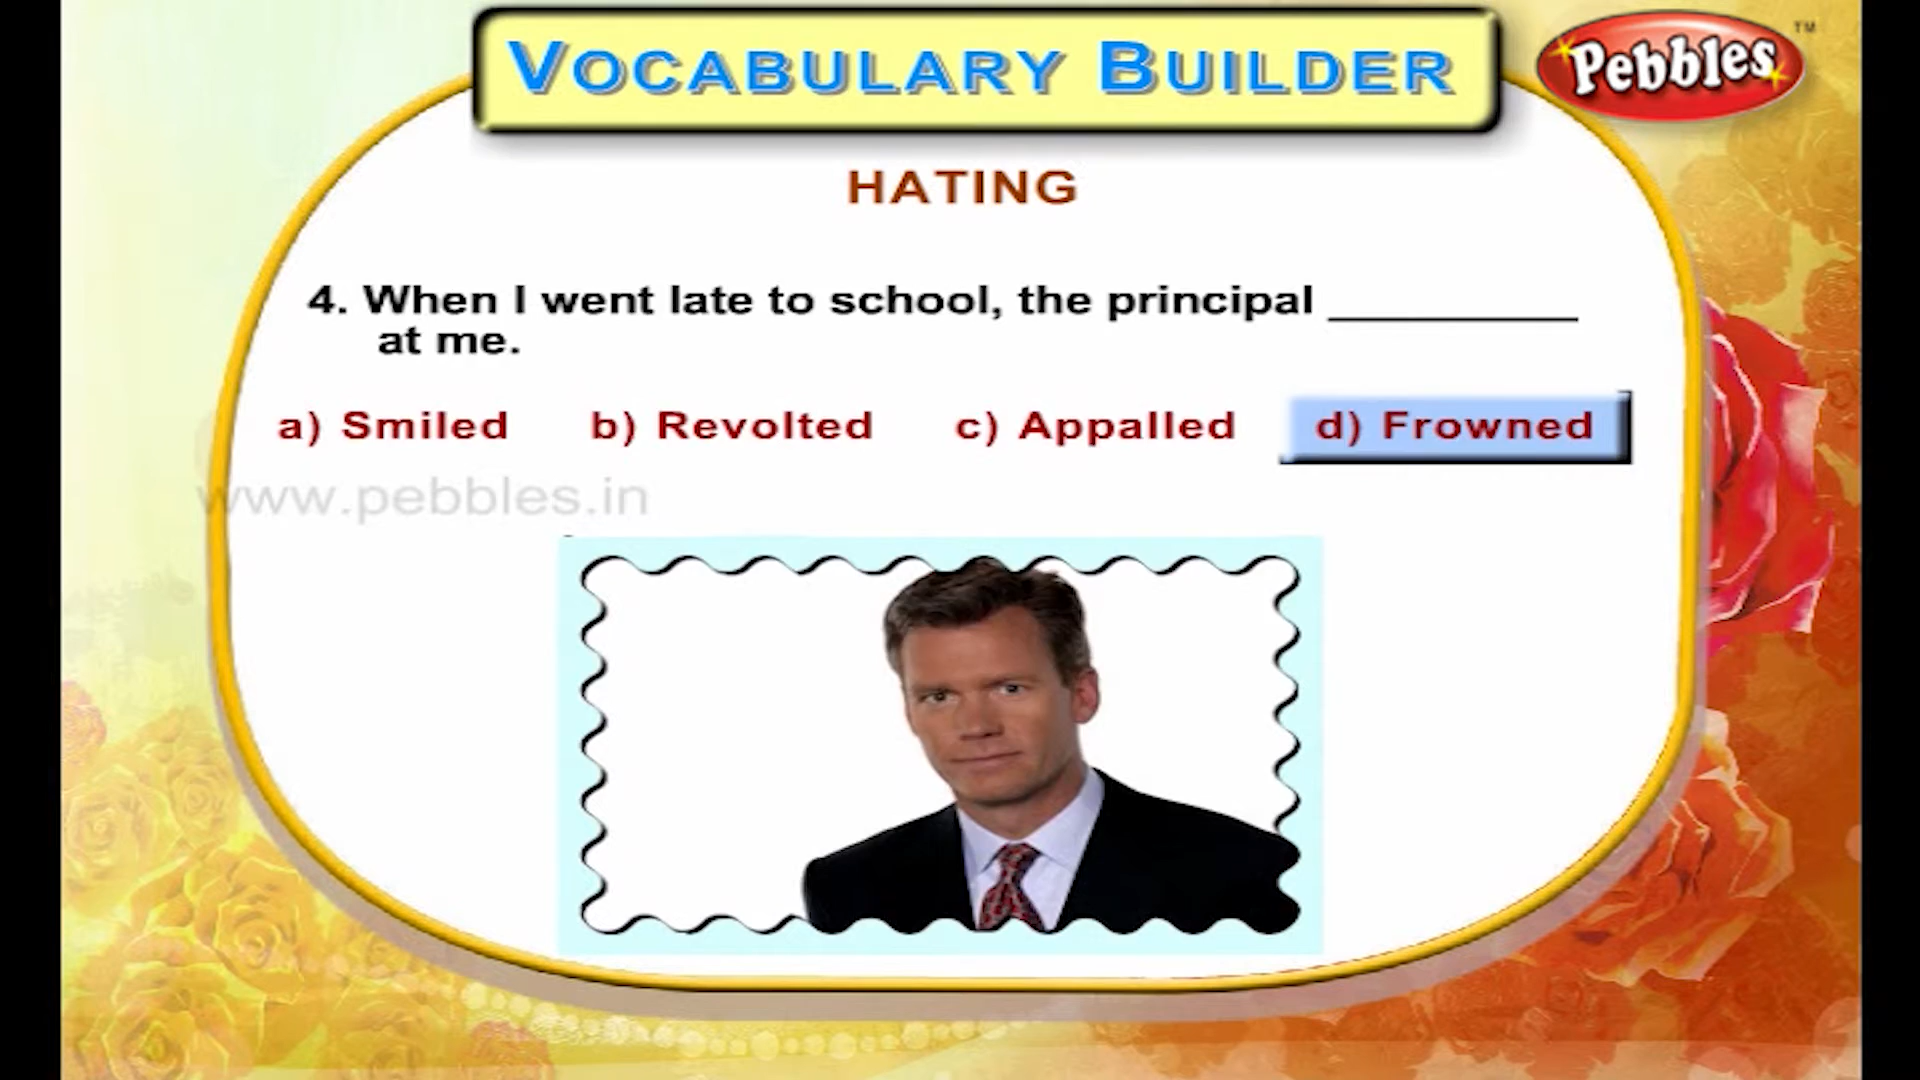 VOCABULARY BUILDER
Pebbles TM
HATING
4. When I went late to school, the principal _________
at me.
a) Smiled b) Revolted c) Appalled d) Frowned
www.pebbles.in